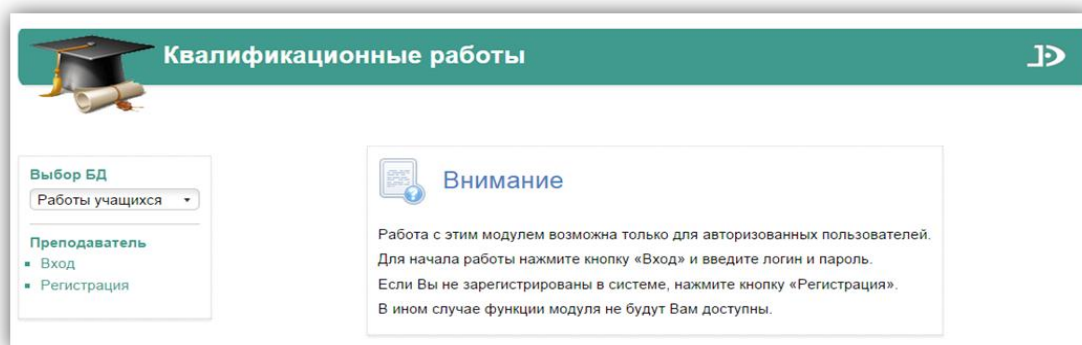 Квалификационные работы
Выбор БД
Работы учащихся
Преподаватель
Вход
Регистрация
Внимание
Работа с этим модулем возможна только для авторизованных пользователей.
Для начала работы нажмите кнопку «Вход» и введите логин и пароль.
Если Вы не зарегистрированы в системе, нажмите кнопку «Регистрация».
В ином случае функции модуля не будут Вам доступны.